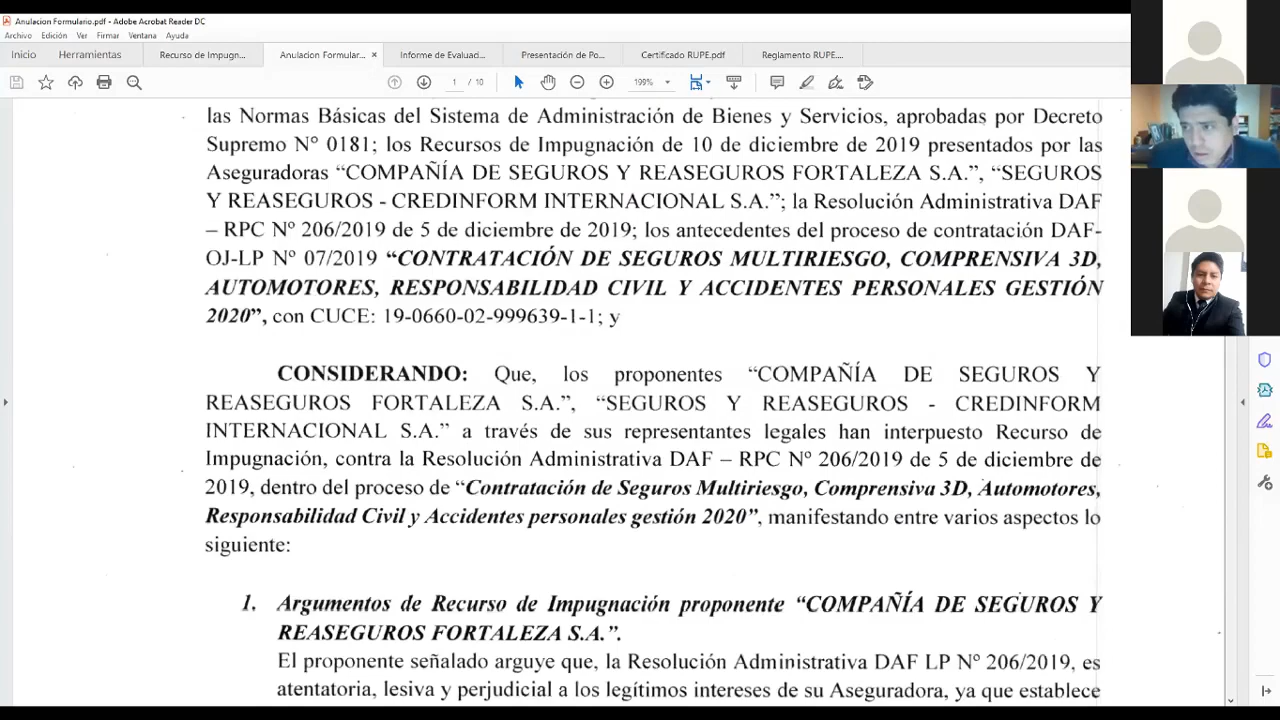 Anulacion Formulario.pdf - Adobe Acrobat Reader DC
Archivo Edición Ver Firmar Ventana Ayuda
Inicio Herramientas Recurso de Impugn... Anulacion Formular... × Informe de Evaluad... Presentación de Po... Certificado RUPE.pdf Reglamento RUPE....
1 / 10 199%
las Normas Básicas del Sistema de Administración de Bienes y Servicios, aprobadas por Decreto
Supremo N° 0181; los Recursos de Impugnación de 10 de diciembre de 2019 presentados por las
Aseguradoras “COMPAÑÍA DE SEGUROS Y REASEGUROS FORTALEZA S.A.”, “SEGUROS
Y REASEGUROS - CREDINFORM INTERNACIONAL S.A.”; la Resolución Administrativa DAF
– RPC Nº 206/2019 de 5 de diciembre de 2019; los antecedentes del proceso de contratación DAF-
OJ-LP Nº 07/2019 “CONTRATACIÓN DE SEGUROS MULTIRIESGO, COMPRENSIVA 3D,
AUTOMOTORES, RESPONSABILIDAD CIVIL Y ACCIDENTES PERSONALES GESTIÓN
2020”, con CUCE: 19-0660-02-999639-1-1; y
CONSIDERANDO: Que, los proponentes “COMPAÑÍA DE SEGUROS Y
REASEGUROS FORTALEZA S.A.”, “SEGUROS Y REASEGUROS - CREDINFORM
INTERNACIONAL S.A.” a través de sus representantes legales han interpuesto Recurso de
Impugnación, contra la Resolución Administrativa DAF – RPC Nº 206/2019 de 5 de diciembre de
2019, dentro del proceso de “Contratación de Seguros Multiriesgo, Comprensiva 3D, Automotores,
Responsabilidad Civil y Accidentes personales gestión 2020”, manifestando entre varios aspectos lo
siguiente:
1. Argumentos de Recurso de Impugnación proponente “COMPAÑÍA DE SEGUROS Y
REASEGUROS FORTALEZA S.A.”.
El proponente señalado arguye que, la Resolución Administrativa DAF LP Nº 206/2019, es
atentatoria, lesiva y perjudicial a los legítimos intereses de su Aseguradora, ya que establece